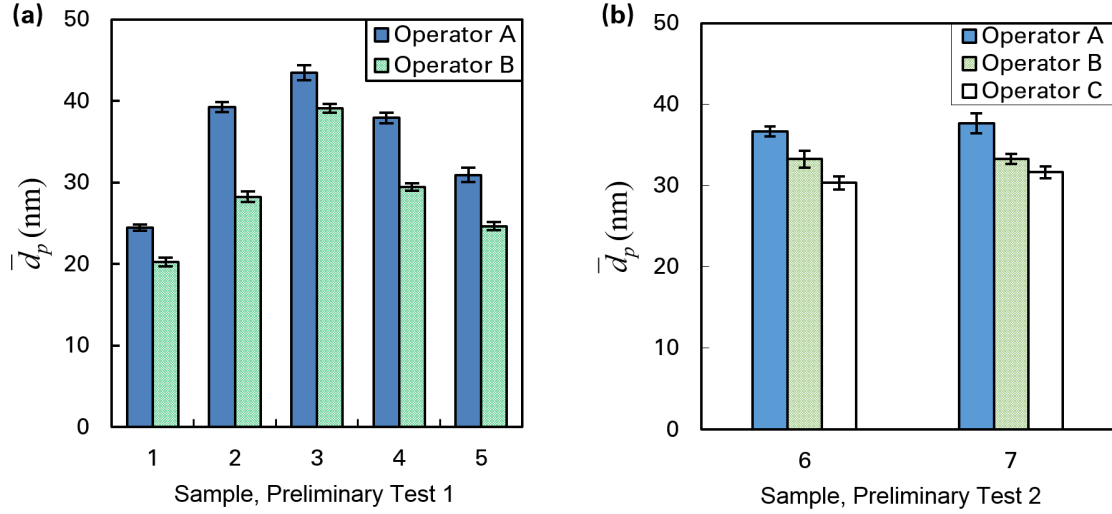 (a)
50
40
30
20
10
0
d̅p (nm)
Operator A
Operator B
1 2 3 4 5
Sample, Preliminary Test 1
(b)
50
40
30
20
10
0
d̅p (nm)
Operator A
Operator B
Operator C
6 7
Sample, Preliminary Test 2